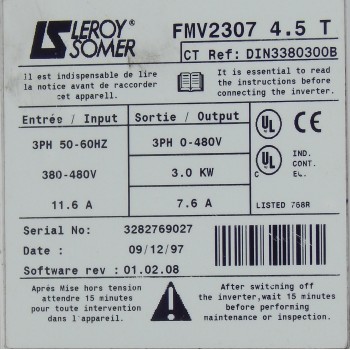 LEROY®
SOMER
FMV2307 4.5 T
CT Ref: DIN3380300B
Il est indispensable de lire
la notice avant de raccorder
cet appareil.
It is essential to read
the instructions before
connecting the inverter.
Entrée / Input
Sortie / Output
3PH 50-60HZ
3PH 0-480V
380-480V
3.0 KW
11.6 A
7.6 A
UL
CE
UL
IND.
CONT.
EQ.
C
LISTED 768R
Serial No: 3282769027
Date : 09/12/97
Software rev : 01.02.08
Aprés Mise hors tension
attendre 15 minutes
pour toute intervention
dans l'appareil.
After switching off
the inverter,wait 15 minutes
before performing
maintenance or inspection.